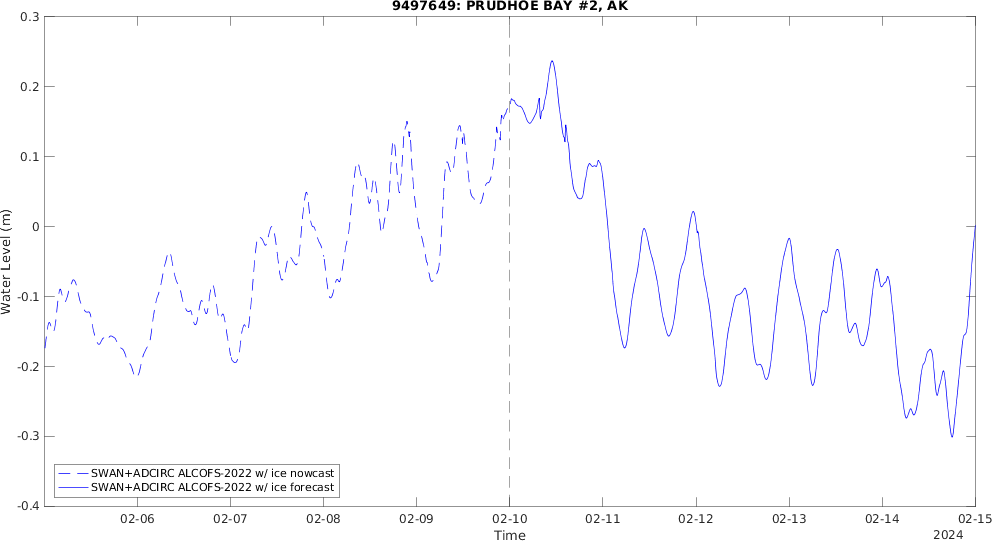 9497649: PRUDHOE BAY #2, AK
0.3
0.2
0.1
0
-0.1
-0.2
-0.3
-0.4
Water Level (m)
SWAN+ADCIRC ALCOFS-2022 w/ ice nowcast
SWAN+ADCIRC ALCOFS-2022 w/ ice forecast
02-06 02-07 02-08 02-09 02-10 02-11 02-12 02-13 02-14 02-15
Time
2024